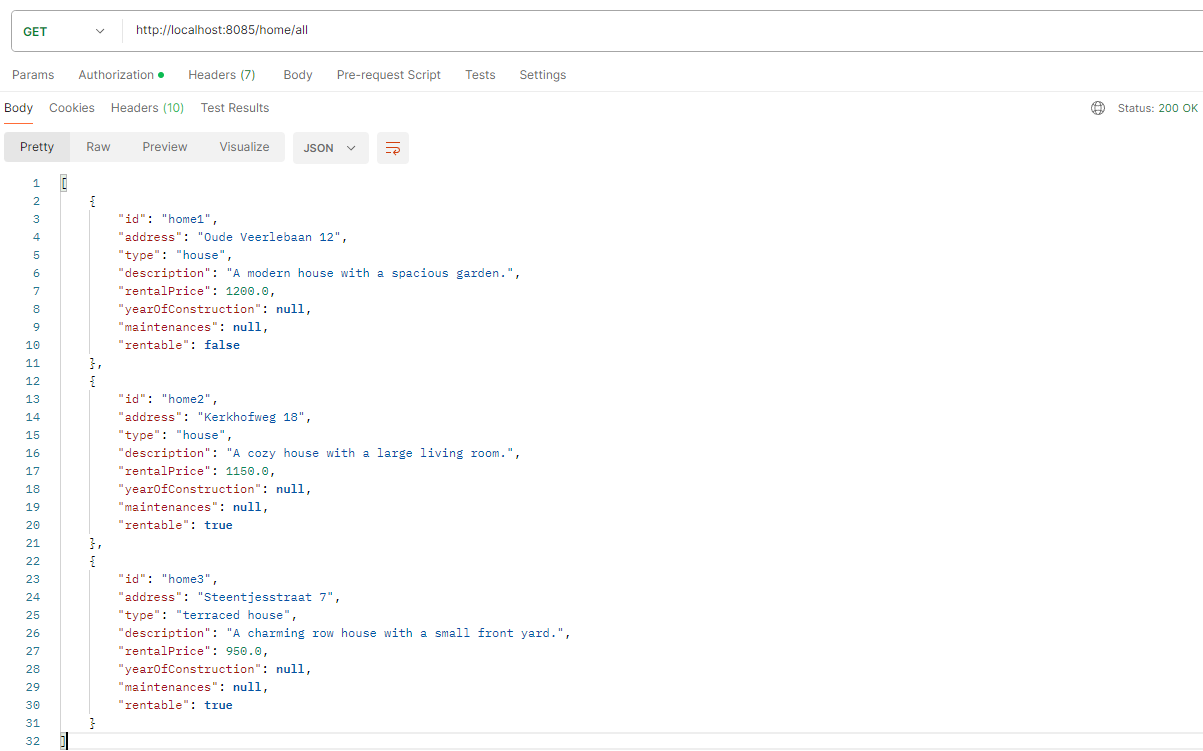 GET http://localhost:8085/home/all
Params Authorization Headers (7) Body Pre-request Script Tests Settings
Body Cookies Headers (10) Test Results Status: 200 OK
Pretty Raw Preview Visualize JSON
1 [
2 {
3 "id": "home1",
4 "address": "Oude Veerlebaan 12",
5 "type": "house",
6 "description": "A modern house with a spacious garden.",
7 "rentalPrice": 1200.0,
8 "yearOfConstruction": null,
9 "maintenances": null,
10 "rentable": false
11 },
12 {
13 "id": "home2",
14 "address": "Kerkhofweg 18",
15 "type": "house",
16 "description": "A cozy house with a large living room.",
17 "rentalPrice": 1150.0,
18 "yearOfConstruction": null,
19 "maintenances": null,
20 "rentable": true
21 },
22 {
23 "id": "home3",
24 "address": "Steentjesstraat 7",
25 "type": "terraced house",
26 "description": "A charming row house with a small front yard.",
27 "rentalPrice": 950.0,
28 "yearOfConstruction": null,
29 "maintenances": null,
30 "rentable": true
31 }
32 ]